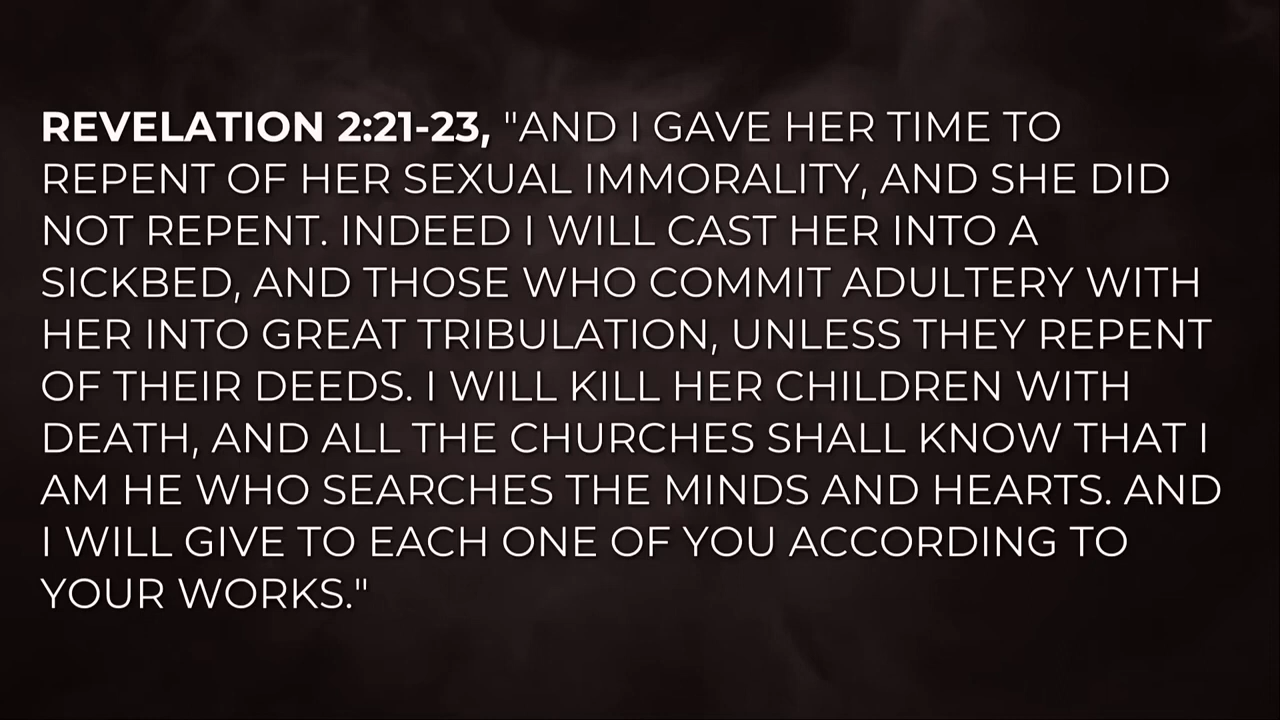 REVELATION 2:21-23, "AND I GAVE HER TIME TO
REPENT OF HER SEXUAL IMMORALITY, AND SHE DID
NOT REPENT. INDEED I WILL CAST HER INTO A
SICKBED, AND THOSE WHO COMMIT ADULTERY WITH
HER INTO GREAT TRIBULATION, UNLESS THEY REPENT
OF THEIR DEEDS. I WILL KILL HER CHILDREN WITH
DEATH, AND ALL THE CHURCHES SHALL KNOW THAT I
AM HE WHO SEARCHES THE MINDS AND HEARTS. AND
I WILL GIVE TO EACH ONE OF YOU ACCORDING TO
YOUR WORKS."